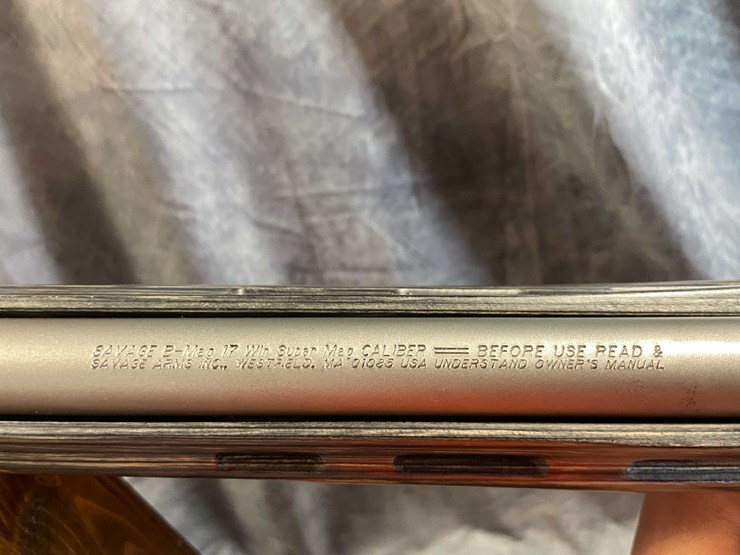 SAVAGE B-Mag 17 Win Super Mag CALIBER == BEFORE USE READ &
SAVAGE ARMS INC., WESTFIELD, MA 01085 USA UNDERSTAND OWNER'S MANUAL